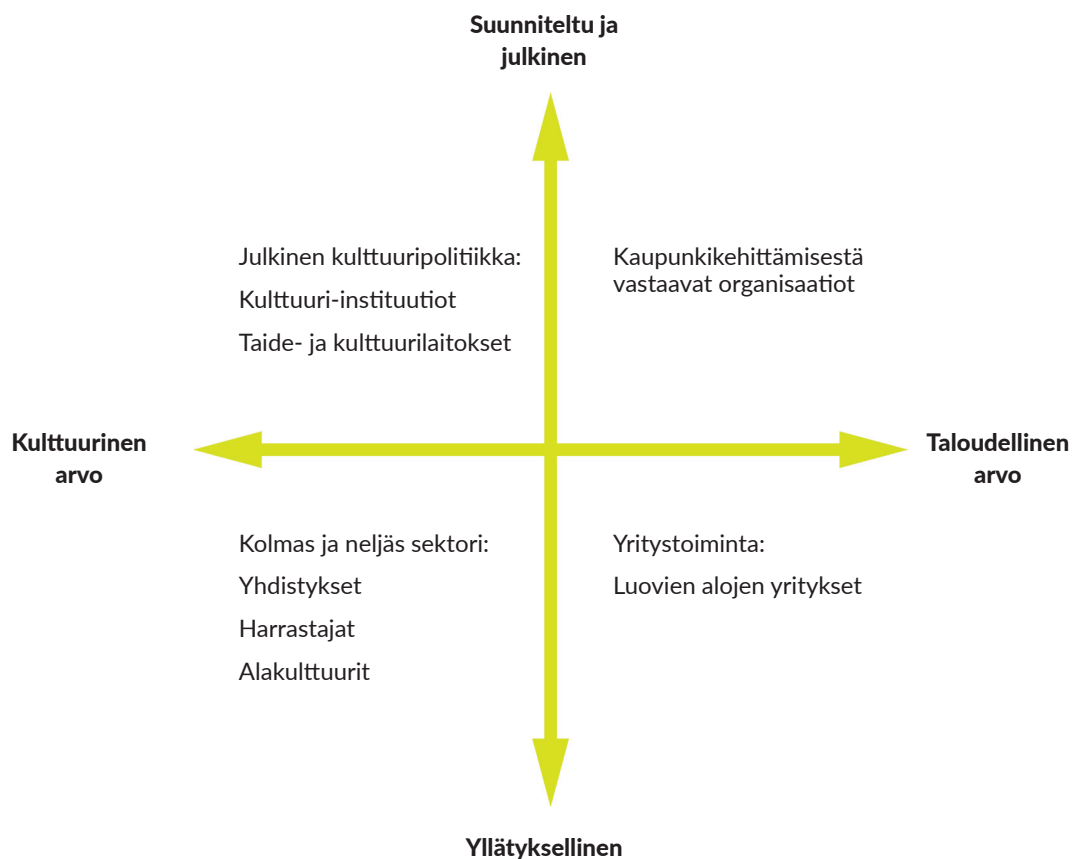 Suunniteltu ja
julkinen
Julkinen kulttuuripolitiikka:
Kulttuuri-instituutiot
Taide- ja kulttuurilaitokset
Kaupunkikehittämisestä
vastaavat organisaatiot
Kulttuurinen
arvo
Taloudellinen
arvo
Kolmas ja neljäs sektori:
Yhdistykset
Harrastajat
Alakulttuurit
Yritystoiminta:
Luovien alojen yritykset
Yllätyksellinen